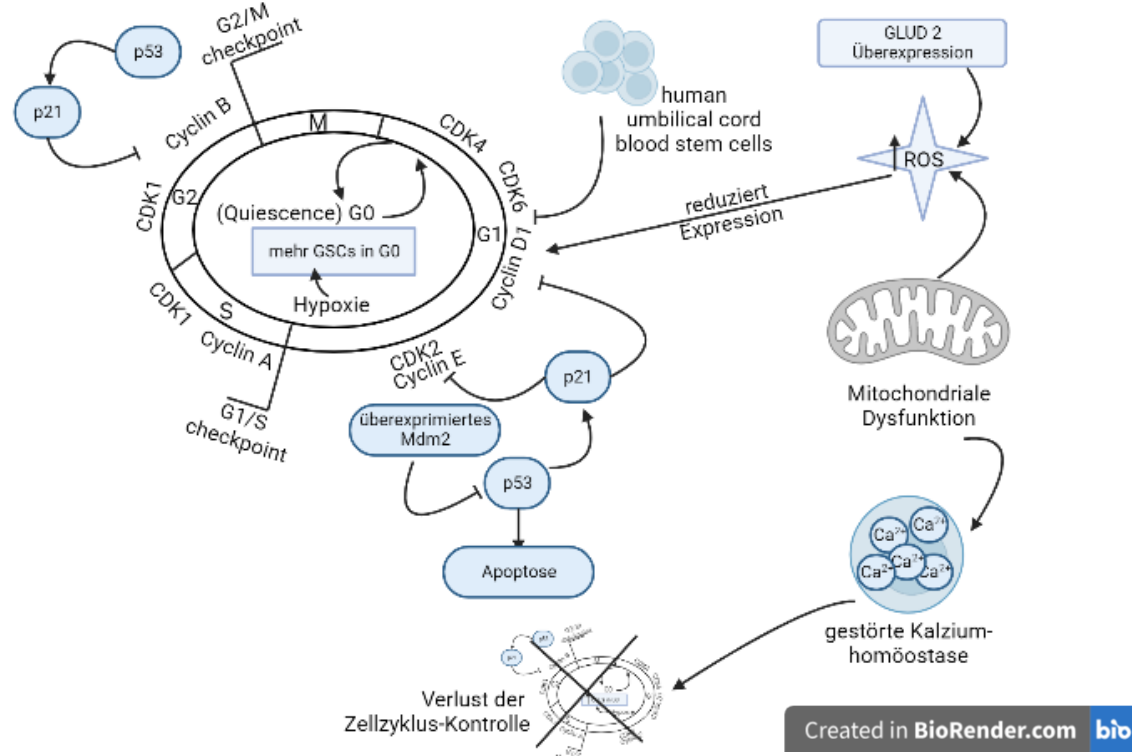 G2/M
checkpoint
p53
p21
Cyclin B
CDK1
G2
M
CDK4
CDK6
G1
Cyclin D1
(Quiescence) G0
mehr GSCs in G0
Hypoxie
S
CDK1
Cyclin A
G1/S
checkpoint
CDK2
Cyclin E
human
umbilical cord
blood stem cells
GLUD 2
Überexpression
ROS
reduziert
Expression
p21
überexprimiertes
Mdm2
p53
Apoptose
Mitochondriale
Dysfunktion
Ca2+
Ca2+
Ca2+
Ca2+
Ca2+
gestörte Kalzium-
homöostase
Verlust der
Zellzyklus-Kontrolle
Created in BioRender.com bio